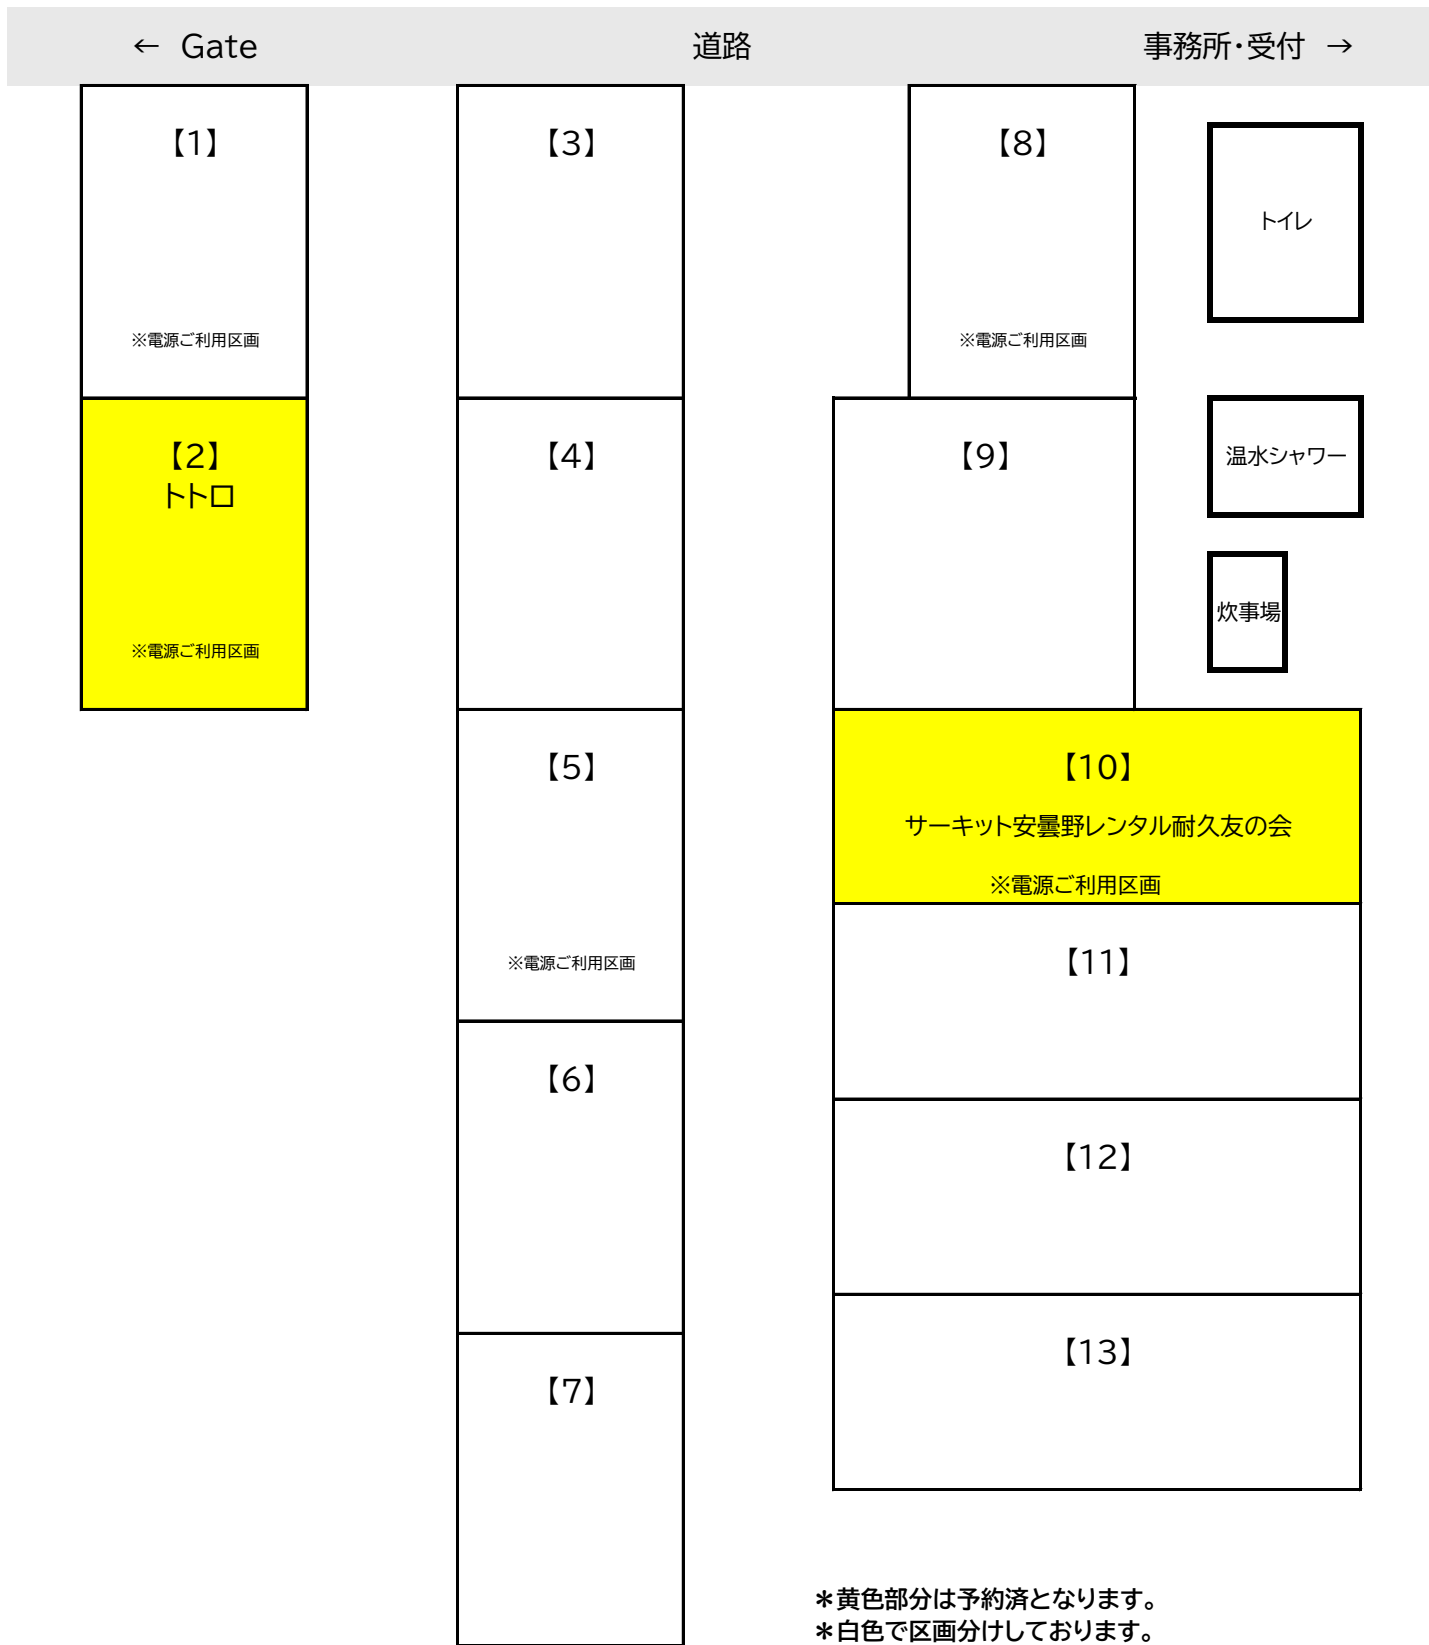 ← Gate 道路 事務所・受付 →
【1】
※電源ご利用区画
【2】
トトロ
※電源ご利用区画
【3】
【4】
【5】
※電源ご利用区画
【6】
【7】
【8】
※電源ご利用区画
【9】
トイレ
温水シャワー
炊事場
【10】
サーキット安曇野レンタル耐久友の会
※電源ご利用区画
【11】
【12】
【13】
＊黄色部分は予約済となります。
＊白色で区画分けしております。